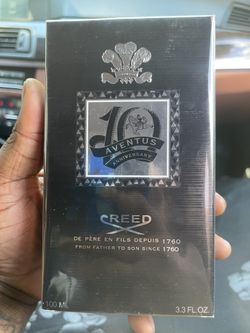 10
AVENTUS
ANNIVERSARY
CREED
DE PÈRE EN FILS DEPUIS 1760
FROM FATHER TO SON SINCE 1760
100 ML
3.3 FL.OZ.